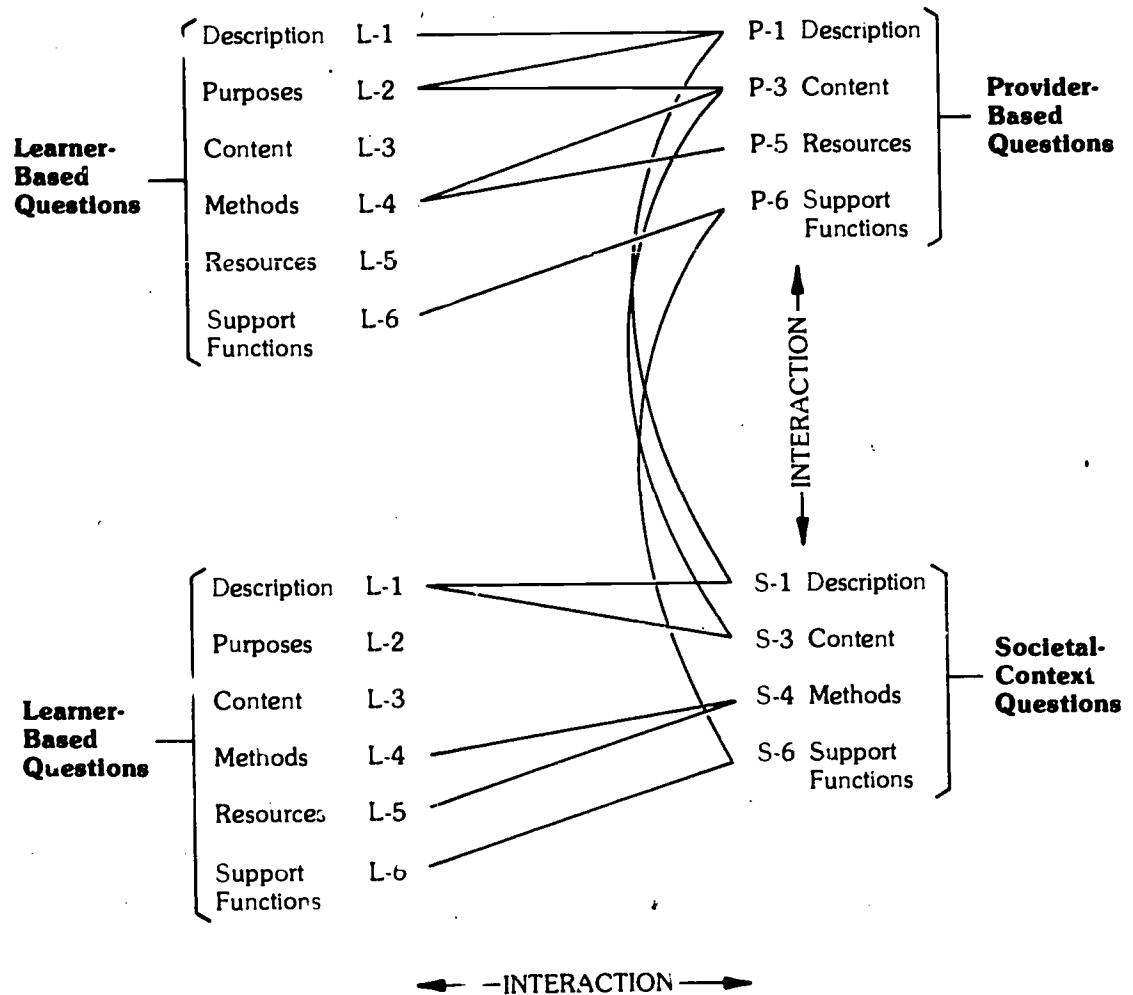 Description L-1
Purposes L-2
Content L-3
Methods L-4
Resources L-5
Support L-6
Functions
Learner-
Based
Questions
P-1 Description
P-3 Content
P-5 Resources
P-6 Support
Functions
Provider-
Based
Questions
INTERACTION
Description L-1
Purposes L-2
Content L-3
Methods L-4
Resources L-5
Support L-6
Functions
Learner-
Based
Questions
S-1 Description
S-3 Content
S-4 Methods
S-6 Support
Functions
Societal-
Context
Questions
INTERACTION